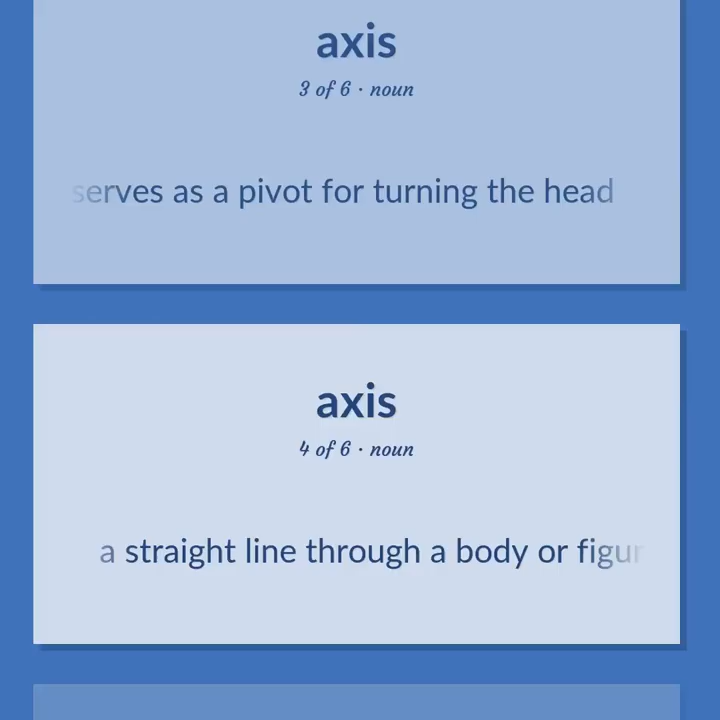 axis
3 of 6 · noun
serves as a pivot for turning the head
axis
4 of 6 · noun
a straight line through a body or figur